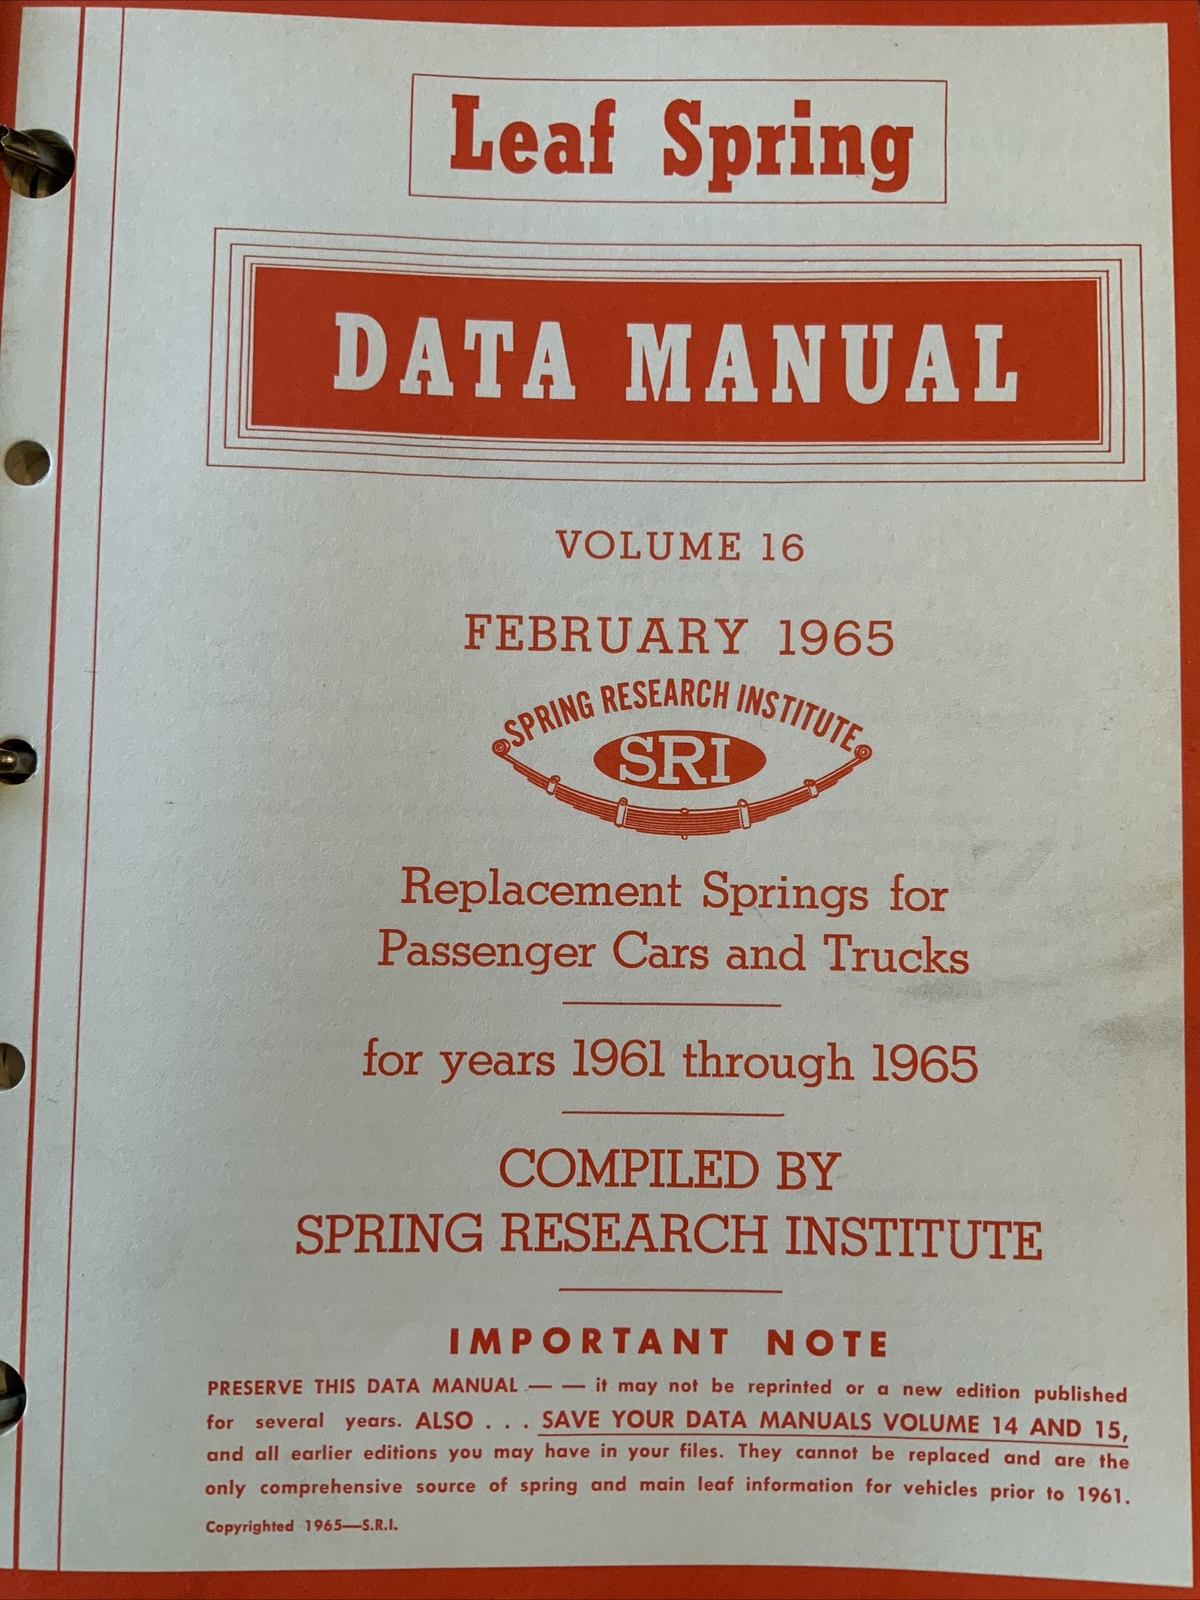 Leaf Spring
DATA MANUAL
VOLUME 16
FEBRUARY 1965
SPRING RESEARCH INSTITUTE
SRI
Replacement Springs for
Passenger Cars and Trucks
for years 1961 through 1965
COMPILED BY
SPRING RESEARCH INSTITUTE
IMPORTANT NOTE
PRESERVE THIS DATA MANUAL — — it may not be reprinted or a new edition published
for several years. ALSO . . . SAVE YOUR DATA MANUALS VOLUME 14 AND 15,
and all earlier editions you may have in your files. They cannot be replaced and are the
only comprehensive source of spring and main leaf information for vehicles prior to 1961.
Copyrighted 1965—S.R.I.